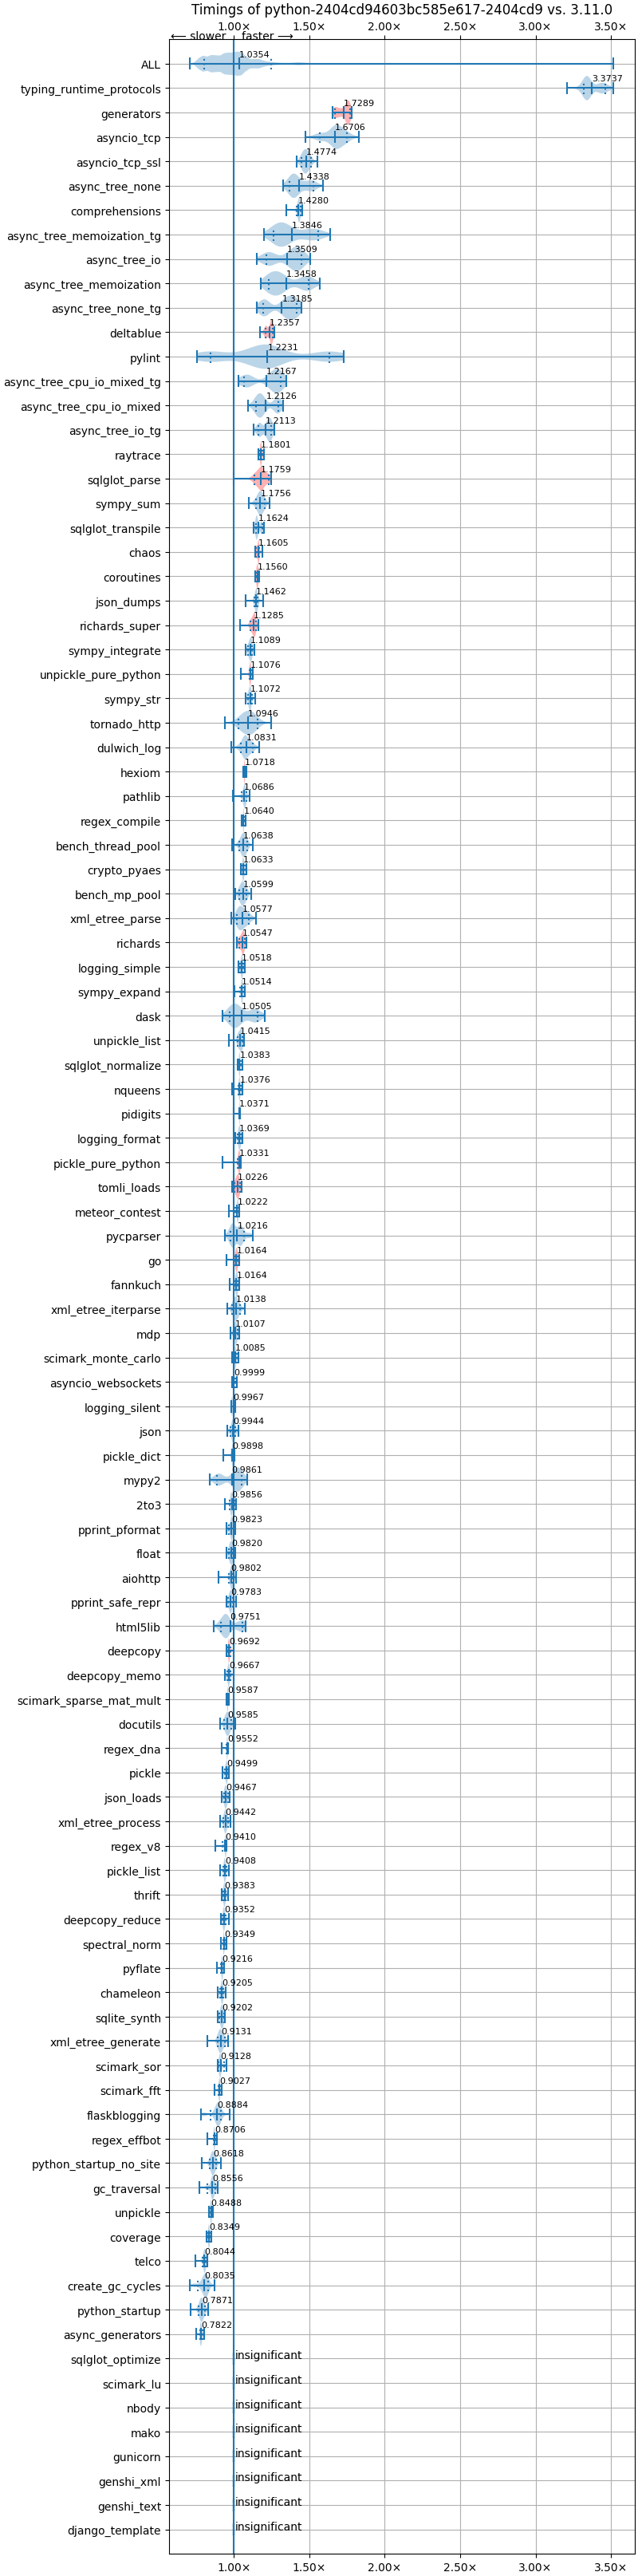 Timings of python-2404cd94603bc585e617-2404cd9 vs. 3.11.0
1.00× 1.50× 2.00× 2.50× 3.00× 3.50×
⟵ slower faster ⟶
ALL 1.0354
typing_runtime_protocols 3.3737
generators 1.7289
asyncio_tcp 1.6706
asyncio_tcp_ssl 1.4774
async_tree_none 1.4338
comprehensions 1.4280
async_tree_memoization_tg 1.3846
async_tree_io 1.3509
async_tree_memoization 1.3458
async_tree_none_tg 1.3185
deltablue 1.2357
pylint 1.2231
async_tree_cpu_io_mixed_tg 1.2167
async_tree_cpu_io_mixed 1.2126
async_tree_io_tg 1.2113
raytrace 1.1801
sqlglot_parse 1.1759
sympy_sum 1.1756
sqlglot_transpile 1.1624
chaos 1.1605
coroutines 1.1560
json_dumps 1.1462
richards_super 1.1285
sympy_integrate 1.1089
unpickle_pure_python 1.1076
sympy_str 1.1072
tornado_http 1.0946
dulwich_log 1.0831
hexiom 1.0718
pathlib 1.0686
regex_compile 1.0640
bench_thread_pool 1.0638
crypto_pyaes 1.0633
bench_mp_pool 1.0599
xml_etree_parse 1.0577
richards 1.0547
logging_simple 1.0518
sympy_expand 1.0514
dask 1.0505
unpickle_list 1.0415
sqlglot_normalize 1.0383
nqueens 1.0376
pidigits 1.0371
logging_format 1.0369
pickle_pure_python 1.0331
tomli_loads 1.0226
meteor_contest 1.0222
pycparser 1.0216
go 1.0164
fannkuch 1.0164
xml_etree_iterparse 1.0138
mdp 1.0107
scimark_monte_carlo 1.0085
asyncio_websockets 0.9999
logging_silent 0.9967
json 0.9944
pickle_dict 0.9898
mypy2 0.9861
2to3 0.9856
pprint_pformat 0.9823
float 0.9820
aiohttp 0.9802
pprint_safe_repr 0.9783
html5lib 0.9751
deepcopy 0.9692
deepcopy_memo 0.9667
scimark_sparse_mat_mult 0.9587
docutils 0.9585
regex_dna 0.9552
pickle 0.9499
json_loads 0.9467
xml_etree_process 0.9442
regex_v8 0.9410
pickle_list 0.9408
thrift 0.9383
deepcopy_reduce 0.9352
spectral_norm 0.9349
pyflate 0.9216
chameleon 0.9205
sqlite_synth 0.9202
xml_etree_generate 0.9131
scimark_sor 0.9128
scimark_fft 0.9027
flaskblogging 0.8884
regex_effbot 0.8706
python_startup_no_site 0.8618
gc_traversal 0.8556
unpickle 0.8488
coverage 0.8349
telco 0.8044
create_gc_cycles 0.8035
python_startup 0.7871
async_generators 0.7822
sqlglot_optimize insignificant
scimark_lu insignificant
nbody insignificant
mako insignificant
gunicorn insignificant
genshi_xml insignificant
genshi_text insignificant
django_template insignificant
1.00× 1.50× 2.00× 2.50× 3.00× 3.50×